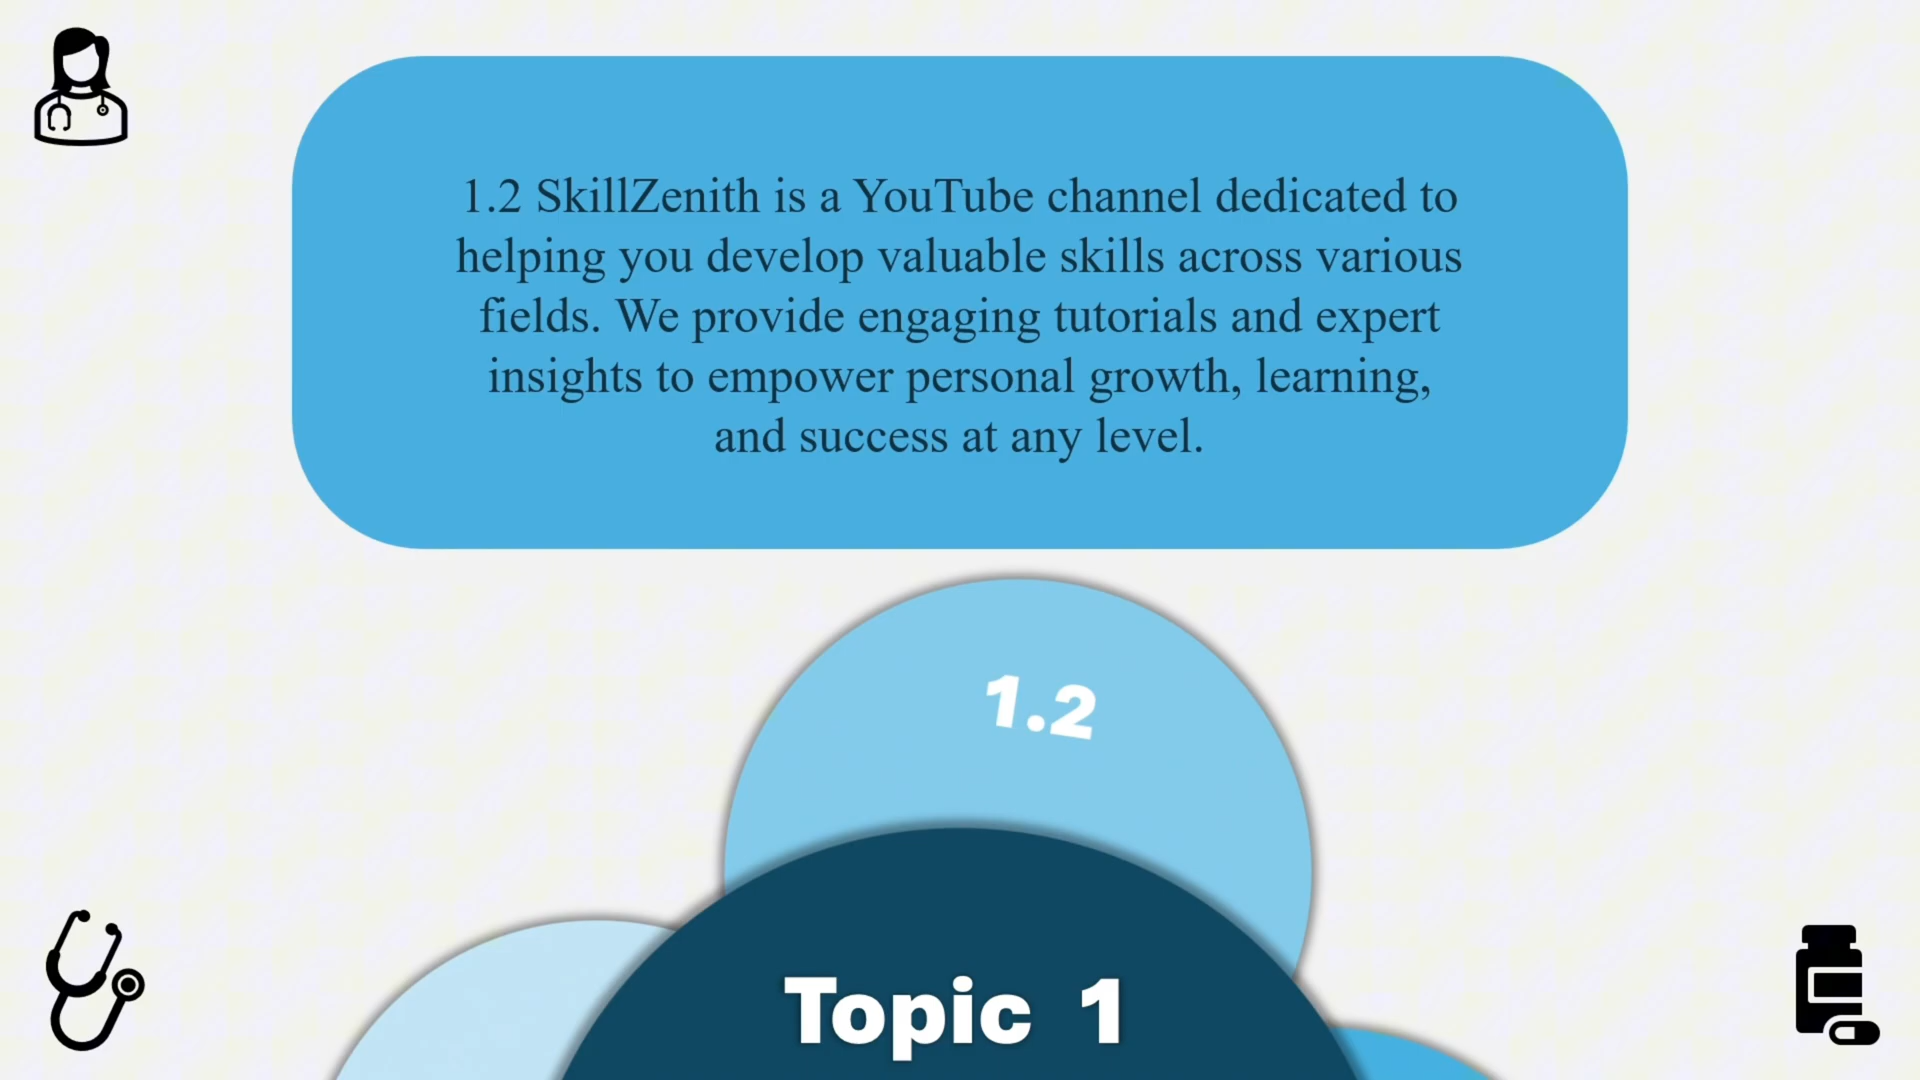 1.2 SkillZenith is a YouTube channel dedicated to
helping you develop valuable skills across various
fields. We provide engaging tutorials and expert
insights to empower personal growth, learning,
and success at any level.
1.2
Topic 1